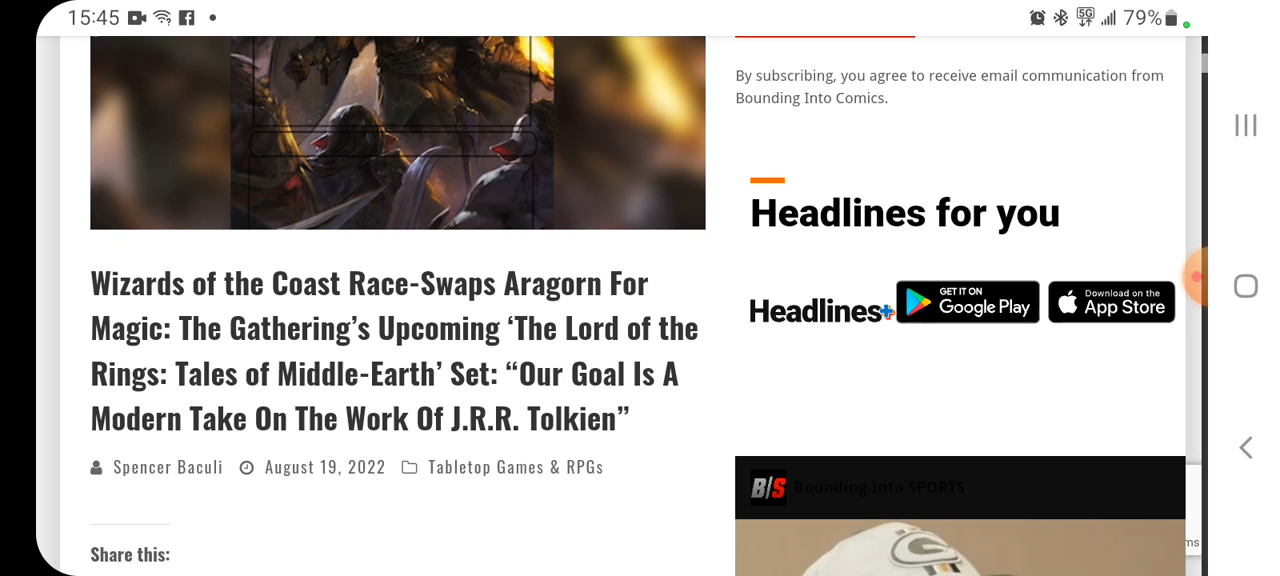 15:45
5G
79%
By subscribing, you agree to receive email communication from
Bounding Into Comics.
Headlines for you
Headlines+
GET IT ON
Google Play
Download on the
App Store
Wizards of the Coast Race-Swaps Aragorn For
Magic: The Gathering’s Upcoming ‘The Lord of the
Rings: Tales of Middle-Earth’ Set: “Our Goal Is A
Modern Take On The Work Of J.R.R. Tolkien”
Spencer Baculi August 19, 2022 Tabletop Games & RPGs
B|S Bounding Into SPORTS
ms
Share this: